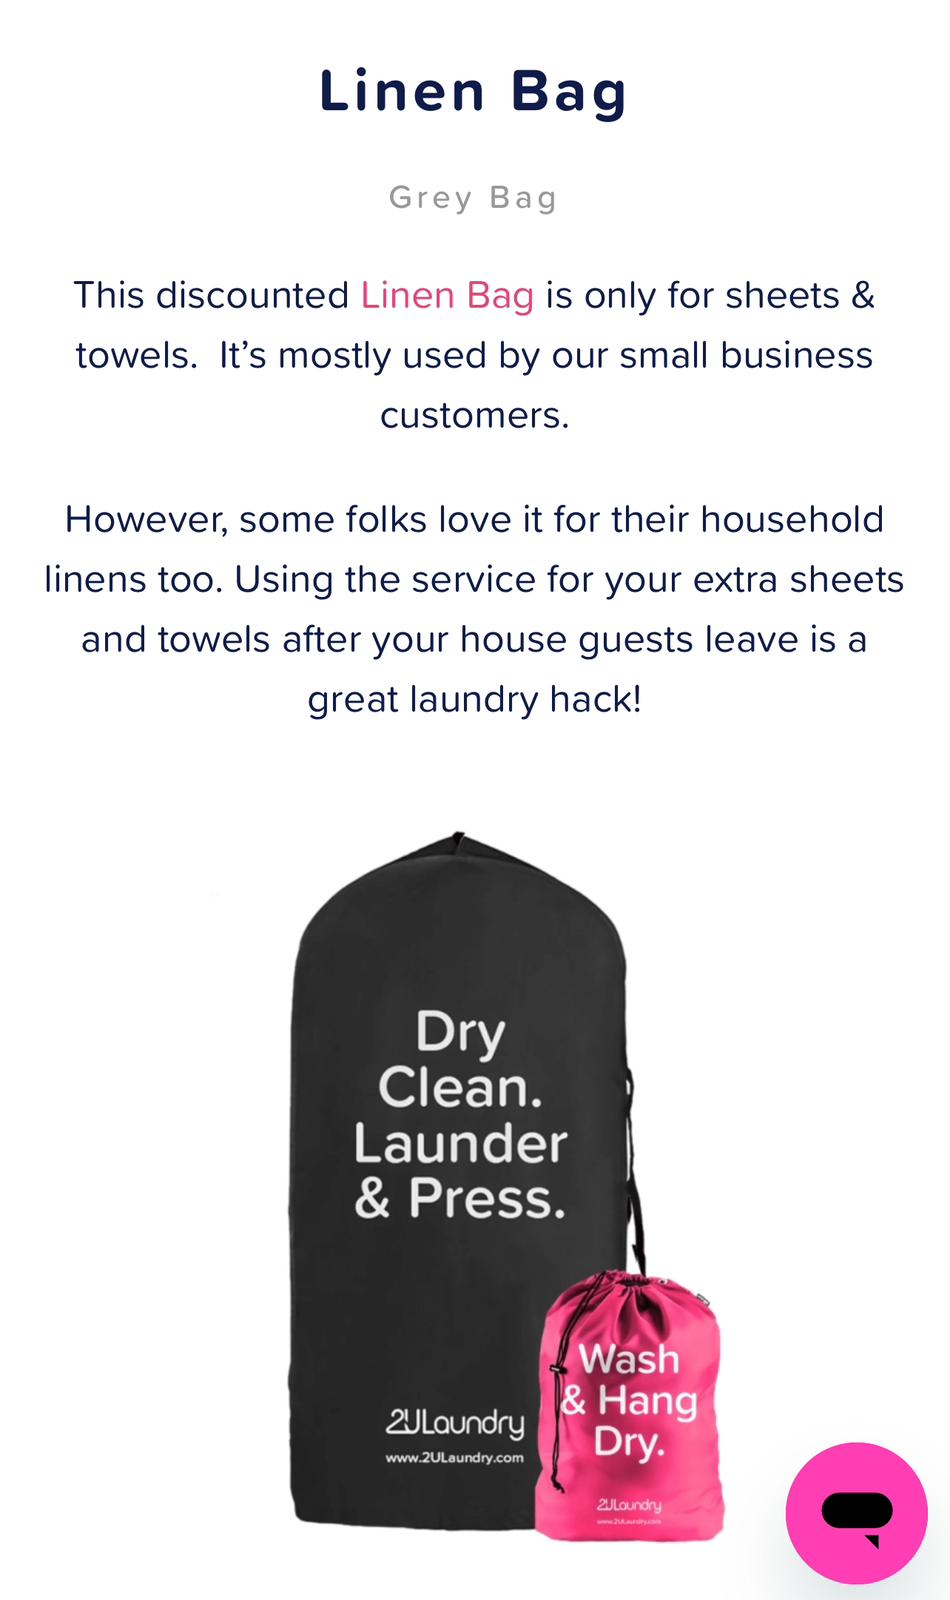 Linen Bag
Grey Bag
This discounted Linen Bag is only for sheets &
towels.  It’s mostly used by our small business
customers.
However, some folks love it for their household
linens too. Using the service for your extra sheets
and towels after your house guests leave is a
great laundry hack!
Dry
Clean.
Launder
& Press.
2ULaundry
www.2ULaundry.com
Wash
& Hang
Dry.
2ULaundry
www.2ULaundry.com